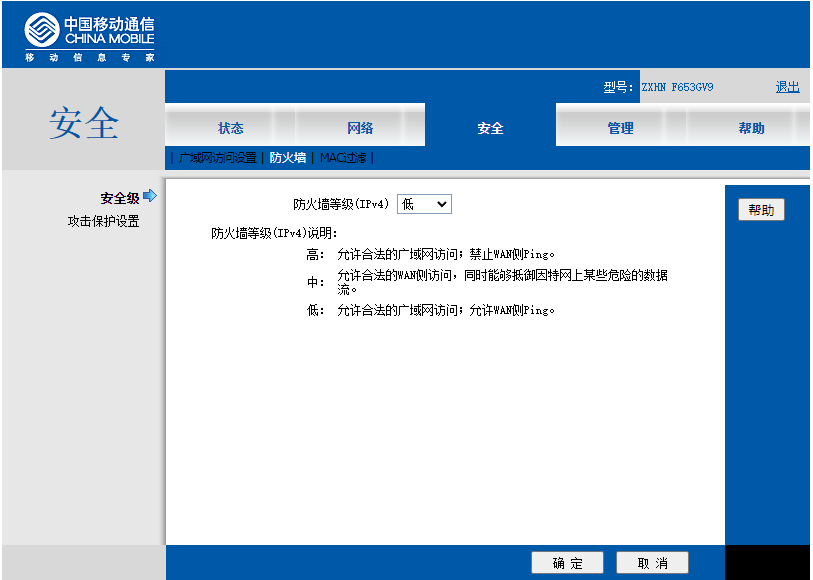 中国移动通信
CHINA MOBILE
移 动 信 息 专 家
型号: ZXHN F653GV9 退出
安全
状态 网络 安全 管理 帮助
| 广域网访问设置 | 防火墙 | MAC过滤 |
安全级
攻击保护设置
防火墙等级(IPv4) 低
防火墙等级(IPv4)说明:
高: 允许合法的广域网访问；禁止WAN侧Ping。
中: 允许合法的WAN侧访问，同时能够抵御因特网上某些危险的数据
流。
低: 允许合法的广域网访问；允许WAN侧Ping。
帮助
确 定 取 消